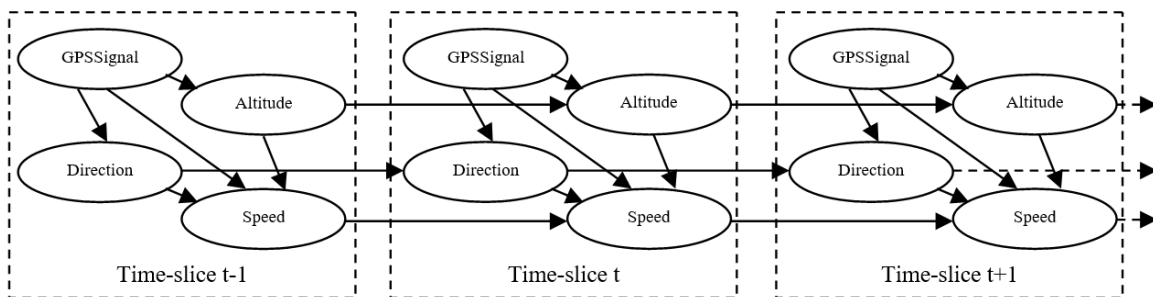 GPSSignal
Altitude
Direction
Speed
Time-slice t-1
GPSSignal
Altitude
Direction
Speed
Time-slice t
GPSSignal
Altitude
Direction
Speed
Time-slice t+1